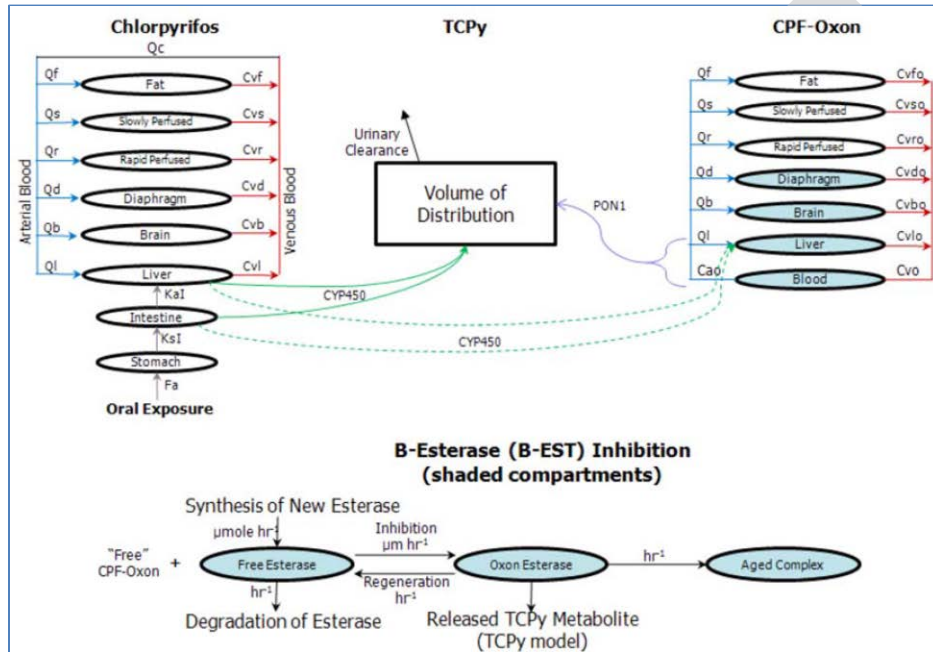 Chlorpyrifos
TCPy
CPF-Oxon
Qc
Qf
Fat
Cvf
Qs
Slowly Perfused
Cvs
Qr
Rapid Perfused
Cvr
Qd
Diaphragm
Cvd
Qb
Brain
Cvb
Ql
Liver
Cvl
Arterial Blood
Venous Blood
KaI
Intestine
KsI
Stomach
Fa
Oral Exposure
Urinary
Clearance
Volume of
Distribution
PON1
CYP450
CYP450
Qf
Fat
Cvfo
Qs
Slowly Perfused
Cvso
Qr
Rapid Perfused
Cvro
Qd
Diaphragm
Cvdo
Qb
Brain
Cvbo
Ql
Liver
Cvlo
Cao
Blood
Cvo
B-Esterase (B-EST) Inhibition
(shaded compartments)
Synthesis of New Esterase
µmole hr-1
Inhibition
µm hr-1
"Free"
CPF-Oxon
+
Free Esterase
Oxon Esterase
hr-1
Aged Complex
Regeneration
hr-1
hr-1
Degradation of Esterase
Released TCPy Metabolite
(TCPy model)